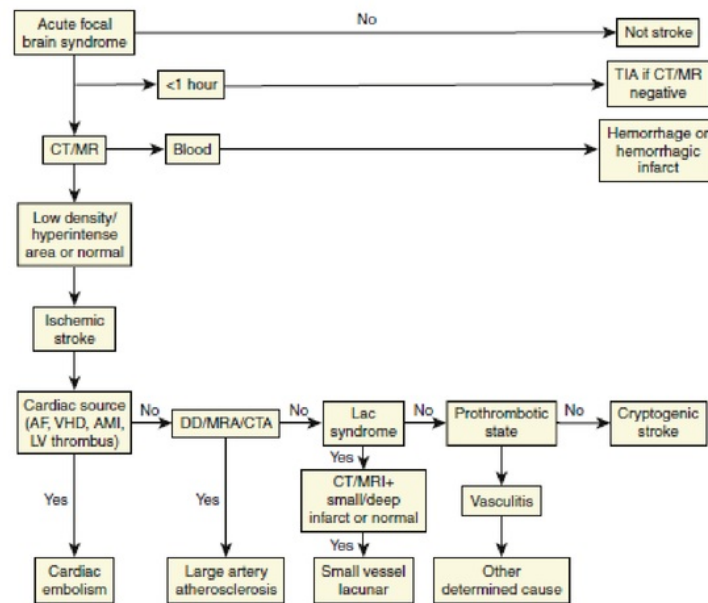 Acute focal
brain syndrome
No
Not stroke
<1 hour
TIA if CT/MR
negative
CT/MR
Blood
Hemorrhage or
hemorrhagic
infarct
Low density/
hyperintense
area or normal
Ischemic
stroke
Cardiac source
(AF, VHD, AMI,
LV thrombus)
No
DD/MRA/CTA
No
Lac
syndrome
No
Prothrombotic
state
No
Cryptogenic
stroke
Yes
Yes
Yes
CT/MRI+
small/deep
infarct or normal
Vasculitis
Yes
Cardiac
embolism
Large artery
atherosclerosis
Small vessel
lacunar
Other
determined cause